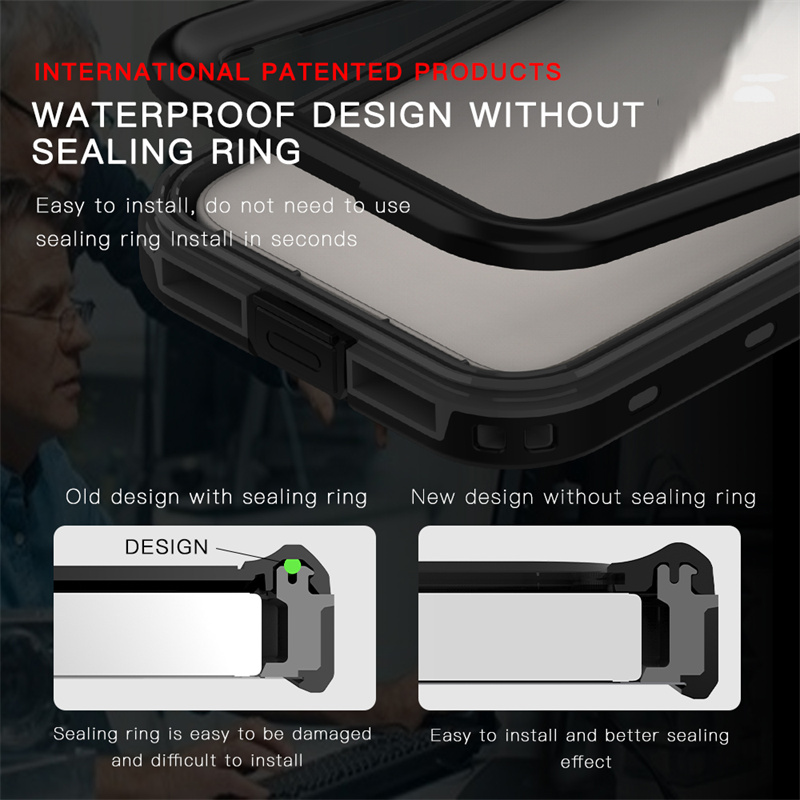 INTERNATIONAL PATENTED PRODUCTS
WATERPROOF DESIGN WITHOUT
SEALING RING
Easy to install, do not need to use
sealing ring Install in seconds
Old design with sealing ring
New design without sealing ring
DESIGN
Sealing ring is easy to be damaged
and difficult to install
Easy to install and better sealing
effect